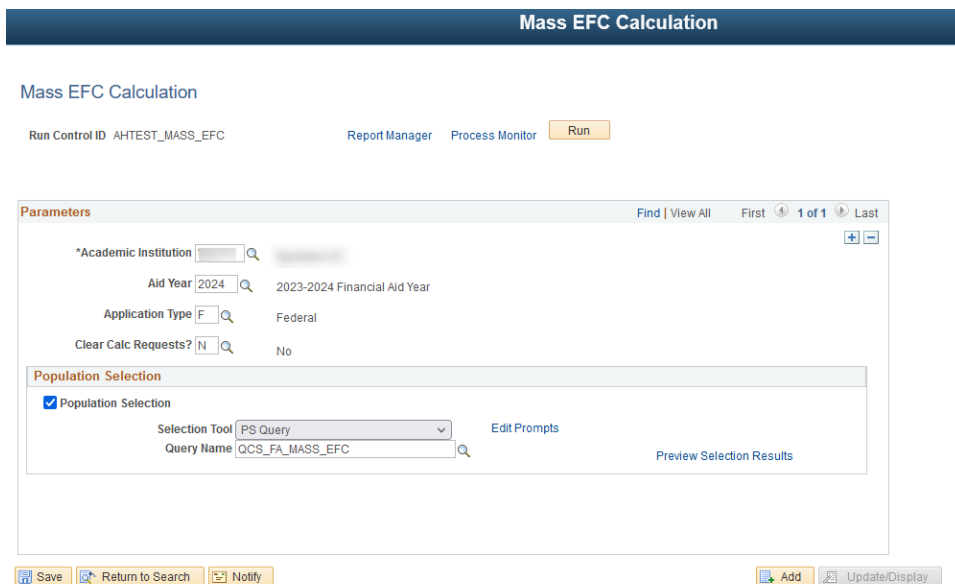 Mass EFC Calculation
Mass EFC Calculation
Run Control ID AHTEST_MASS_EFC Report Manager Process Monitor Run
Parameters Find | View All First 1 of 1 Last
*Academic Institution
Aid Year 2024 2023-2024 Financial Aid Year
Application Type F Federal
Clear Calc Requests? N No
Population Selection
Population Selection
Selection Tool PS Query Edit Prompts
Query Name QCS_FA_MASS_EFC
Preview Selection Results
Save Return to Search Notify Add Update/Display